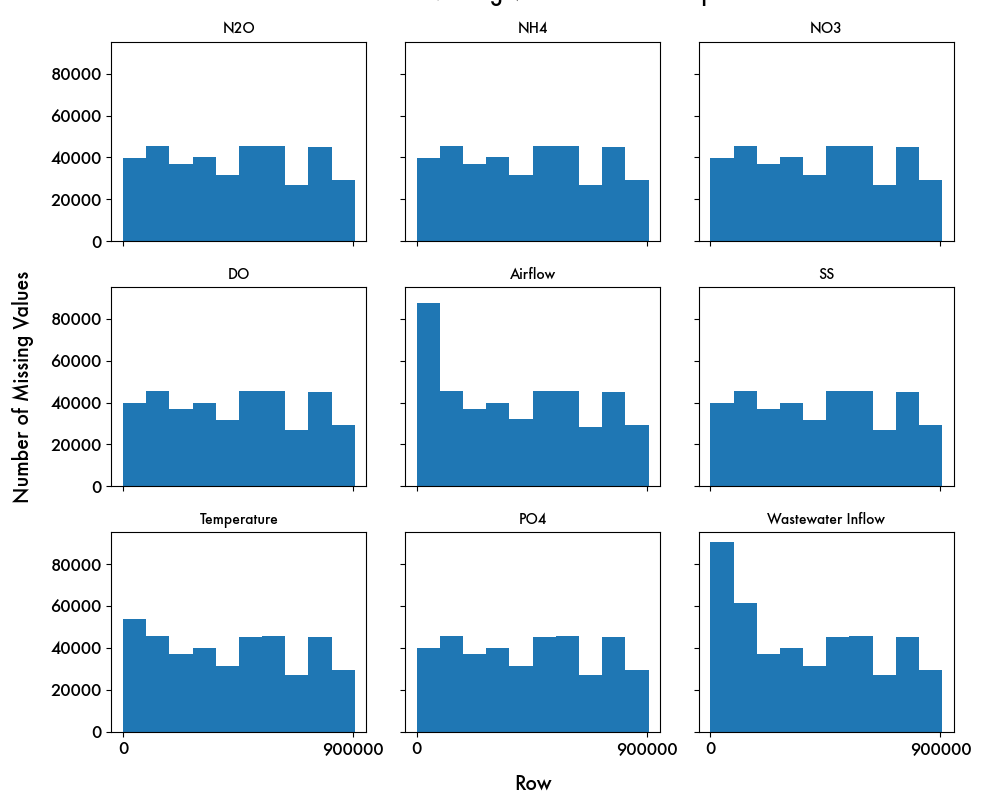 N2O NH4 NO3
80000
60000
40000
20000
0
DO Airflow SS
80000
60000
40000
20000
0
Number of Missing Values
Temperature PO4 Wastewater Inflow
80000
60000
40000
20000
0
0 900000 0 900000 0 900000
Row